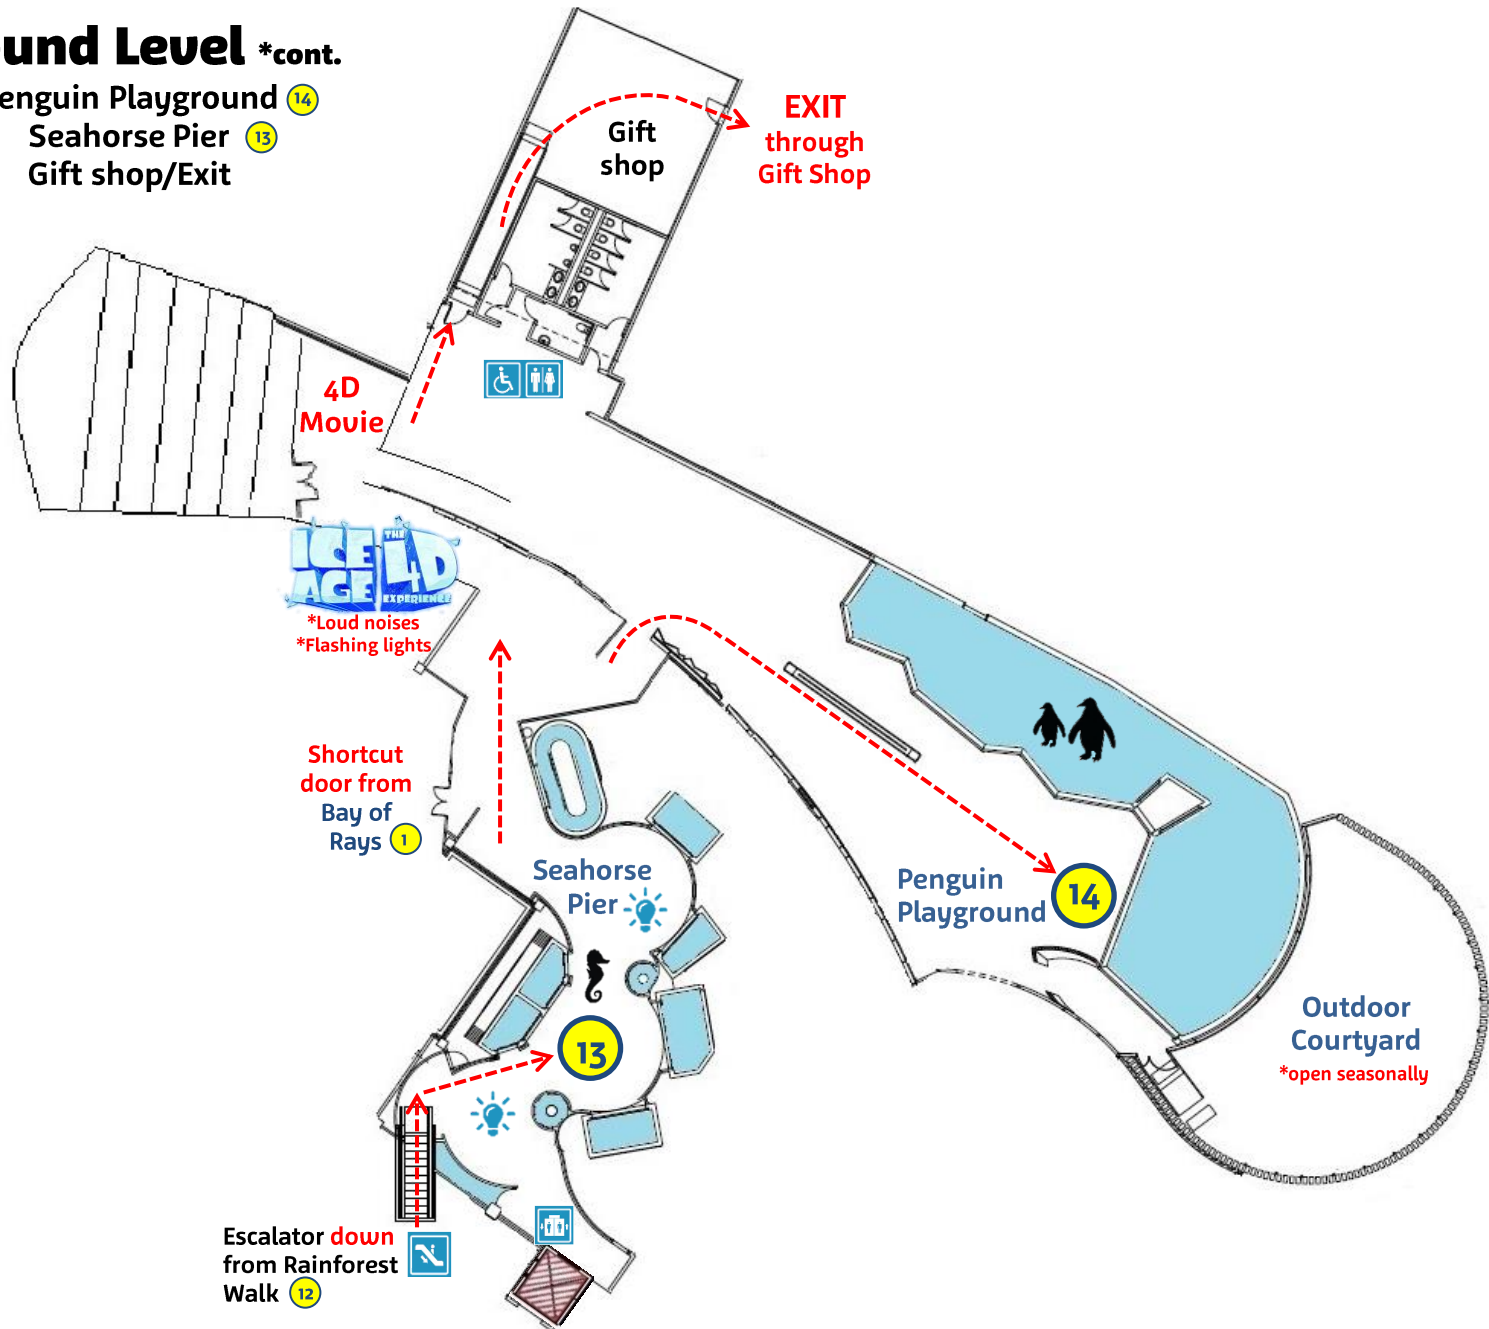 ound Level *cont.
enguin Playground 14
Seahorse Pier 13
Gift shop/Exit
Gift
shop
EXIT
through
Gift Shop
4D
Movie
ICE AGE THE 4D EXPERIENCE
*Loud noises
*Flashing lights
Shortcut
door from
Bay of
Rays 1
Seahorse
Pier
Penguin
Playground
14
13
Outdoor
Courtyard
*open seasonally
Escalator down
from Rainforest
Walk 12